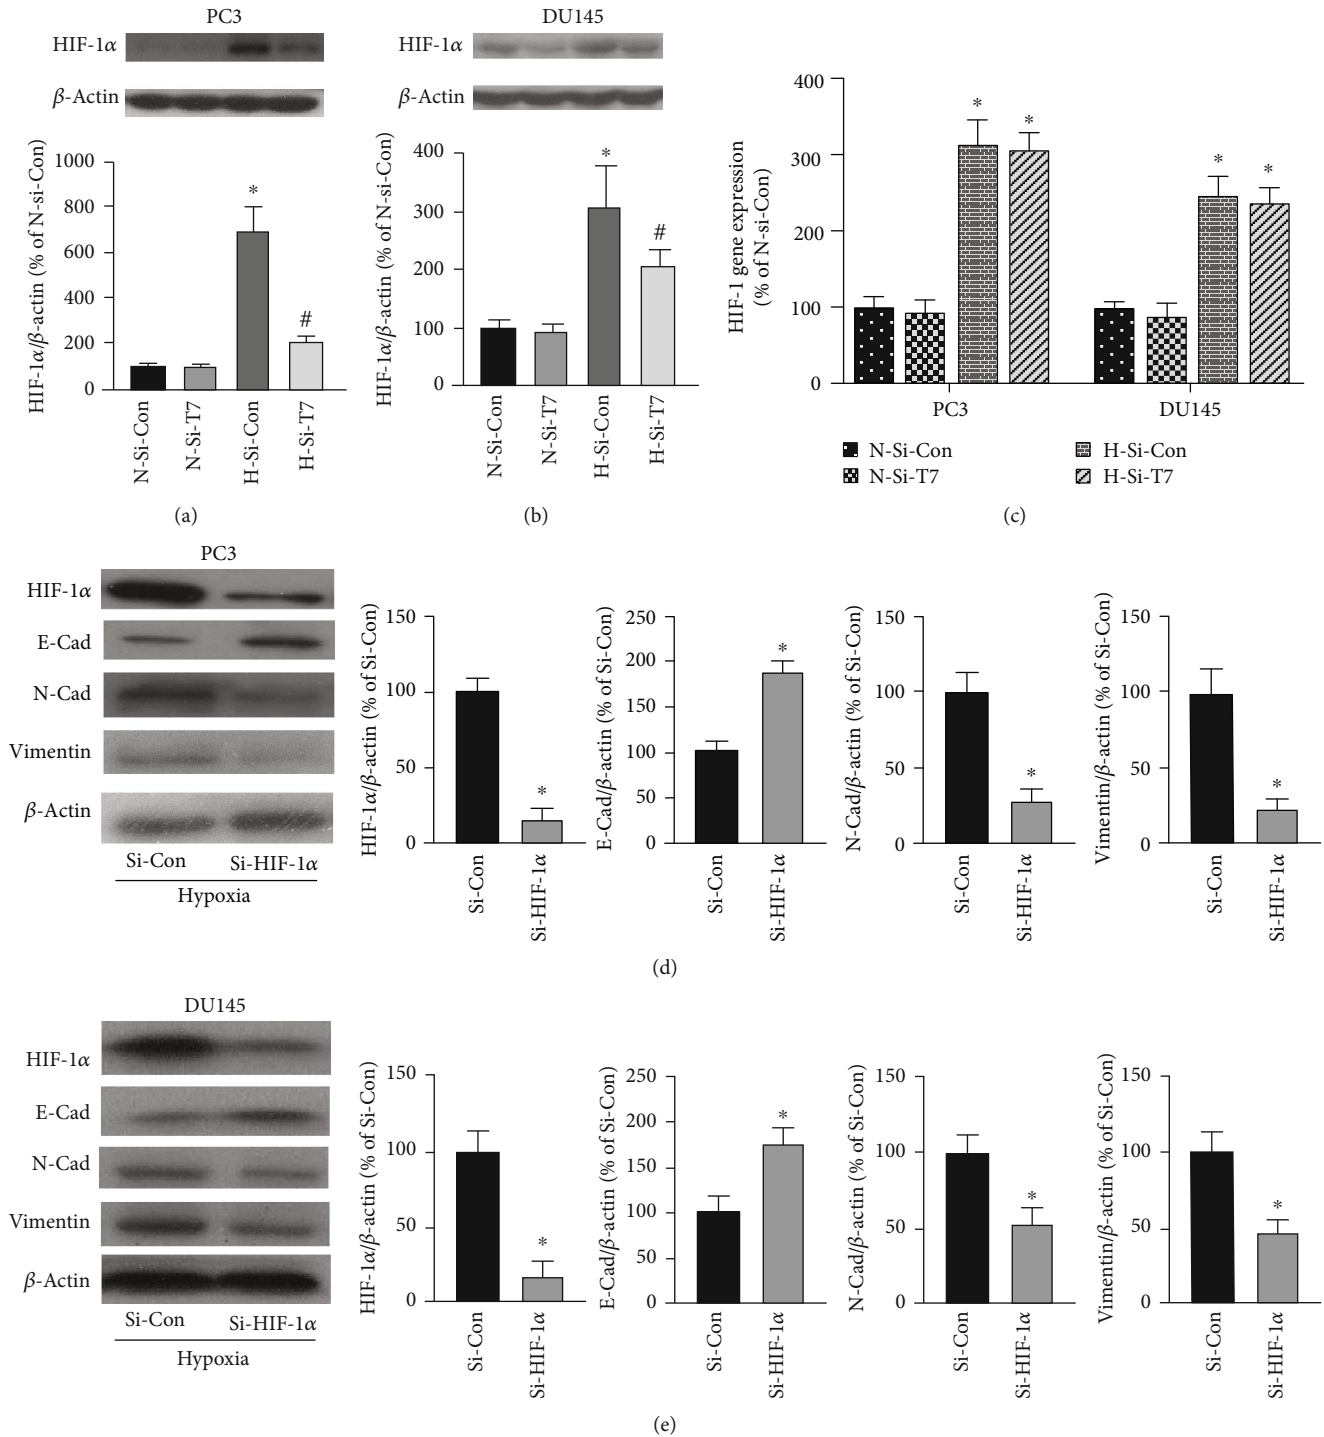 PC3
HIF-1α
β-Actin
HIF-1α/β-actin (% of N-si-Con)
1000
800
600
400
200
0
*
#
N-Si-Con
N-Si-T7
H-Si-Con
H-Si-T7
(a)
DU145
HIF-1α
β-Actin
HIF-1α/β-actin (% of N-si-Con)
400
300
200
100
0
*
#
N-Si-Con
N-Si-T7
H-Si-Con
H-Si-T7
(b)
HIF-1 gene expression
(% of N-si-Con)
400
300
200
100
0
*
*
*
*
PC3
DU145
N-Si-Con
N-Si-T7
H-Si-Con
H-Si-T7
(c)
PC3
HIF-1α
E-Cad
N-Cad
Vimentin
β-Actin
Si-Con
Si-HIF-1α
Hypoxia
HIF-1α/β-actin (% of Si-Con)
150
100
50
0
*
Si-Con
Si-HIF-1α
E-Cad/β-actin (% of Si-Con)
250
200
150
100
50
0
*
Si-Con
Si-HIF-1α
N-Cad/β-actin (% of Si-Con)
150
100
50
0
*
Si-Con
Si-HIF-1α
Vimentin/β-actin (% of Si-Con)
150
100
50
0
*
Si-Con
Si-HIF-1α
(d)
DU145
HIF-1α
E-Cad
N-Cad
Vimentin
β-Actin
Si-Con
Si-HIF-1α
Hypoxia
HIF-1α/β-actin (% of Si-Con)
150
100
50
0
*
Si-Con
Si-HIF-1α
E-Cad/β-actin (% of Si-Con)
250
200
150
100
50
0
*
Si-Con
Si-HIF-1α
N-Cad/β-actin (% of Si-Con)
150
100
50
0
*
Si-Con
Si-HIF-1α
Vimentin/β-actin (% of Si-Con)
150
100
50
0
*
Si-Con
Si-HIF-1α
(e)